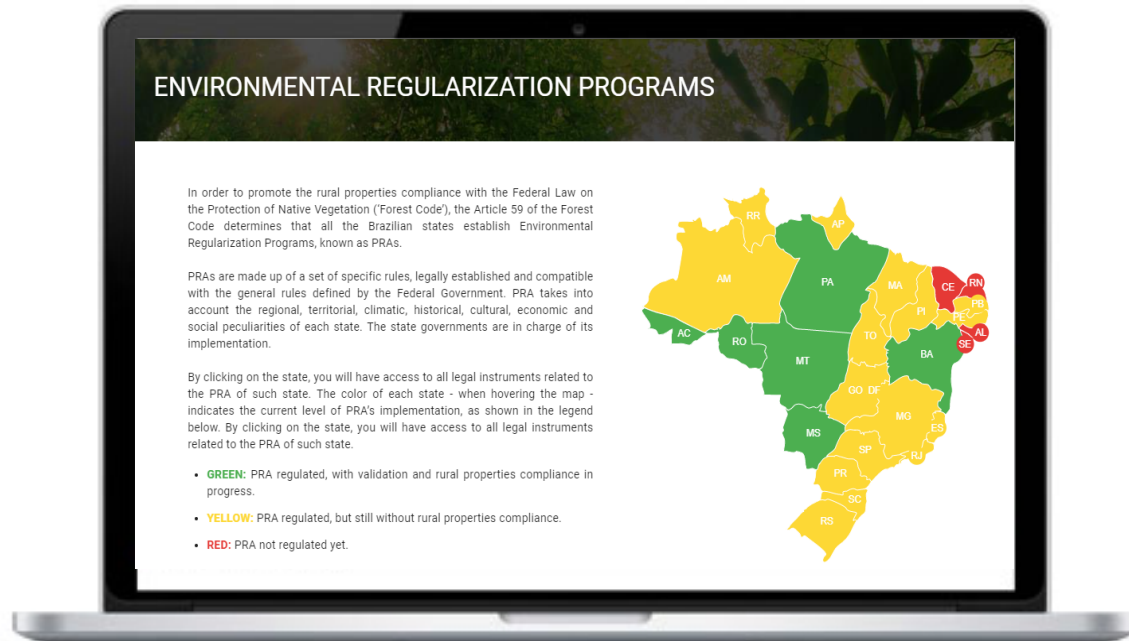 ENVIRONMENTAL REGULARIZATION PROGRAMS
In order to promote the rural properties compliance with the Federal Law on
the Protection of Native Vegetation ('Forest Code'), the Article 59 of the Forest
Code determines that all the Brazilian states establish Environmental
Regularization Programs, known as PRAs.
PRAs are made up of a set of specific rules, legally established and compatible
with the general rules defined by the Federal Government. PRA takes into
account the regional, territorial, climatic, historical, cultural, economic and
social peculiarities of each state. The state governments are in charge of its
implementation.
By clicking on the state, you will have access to all legal instruments related to
the PRA of such state. The color of each state - when hovering the map -
indicates the current level of PRA's implementation, as shown in the legend
below. By clicking on the state, you will have access to all legal instruments
related to the PRA of such state.
• GREEN: PRA regulated, with validation and rural properties compliance in
progress.
• YELLOW: PRA regulated, but still without rural properties compliance.
• RED: PRA not regulated yet.
RR
AP
AM
PA
MA
CE
RN
PB
PI
PE
AC
RO
TO
AL
SE
MT
BA
GO DF
MG
MS
ES
SP
RJ
PR
SC
RS